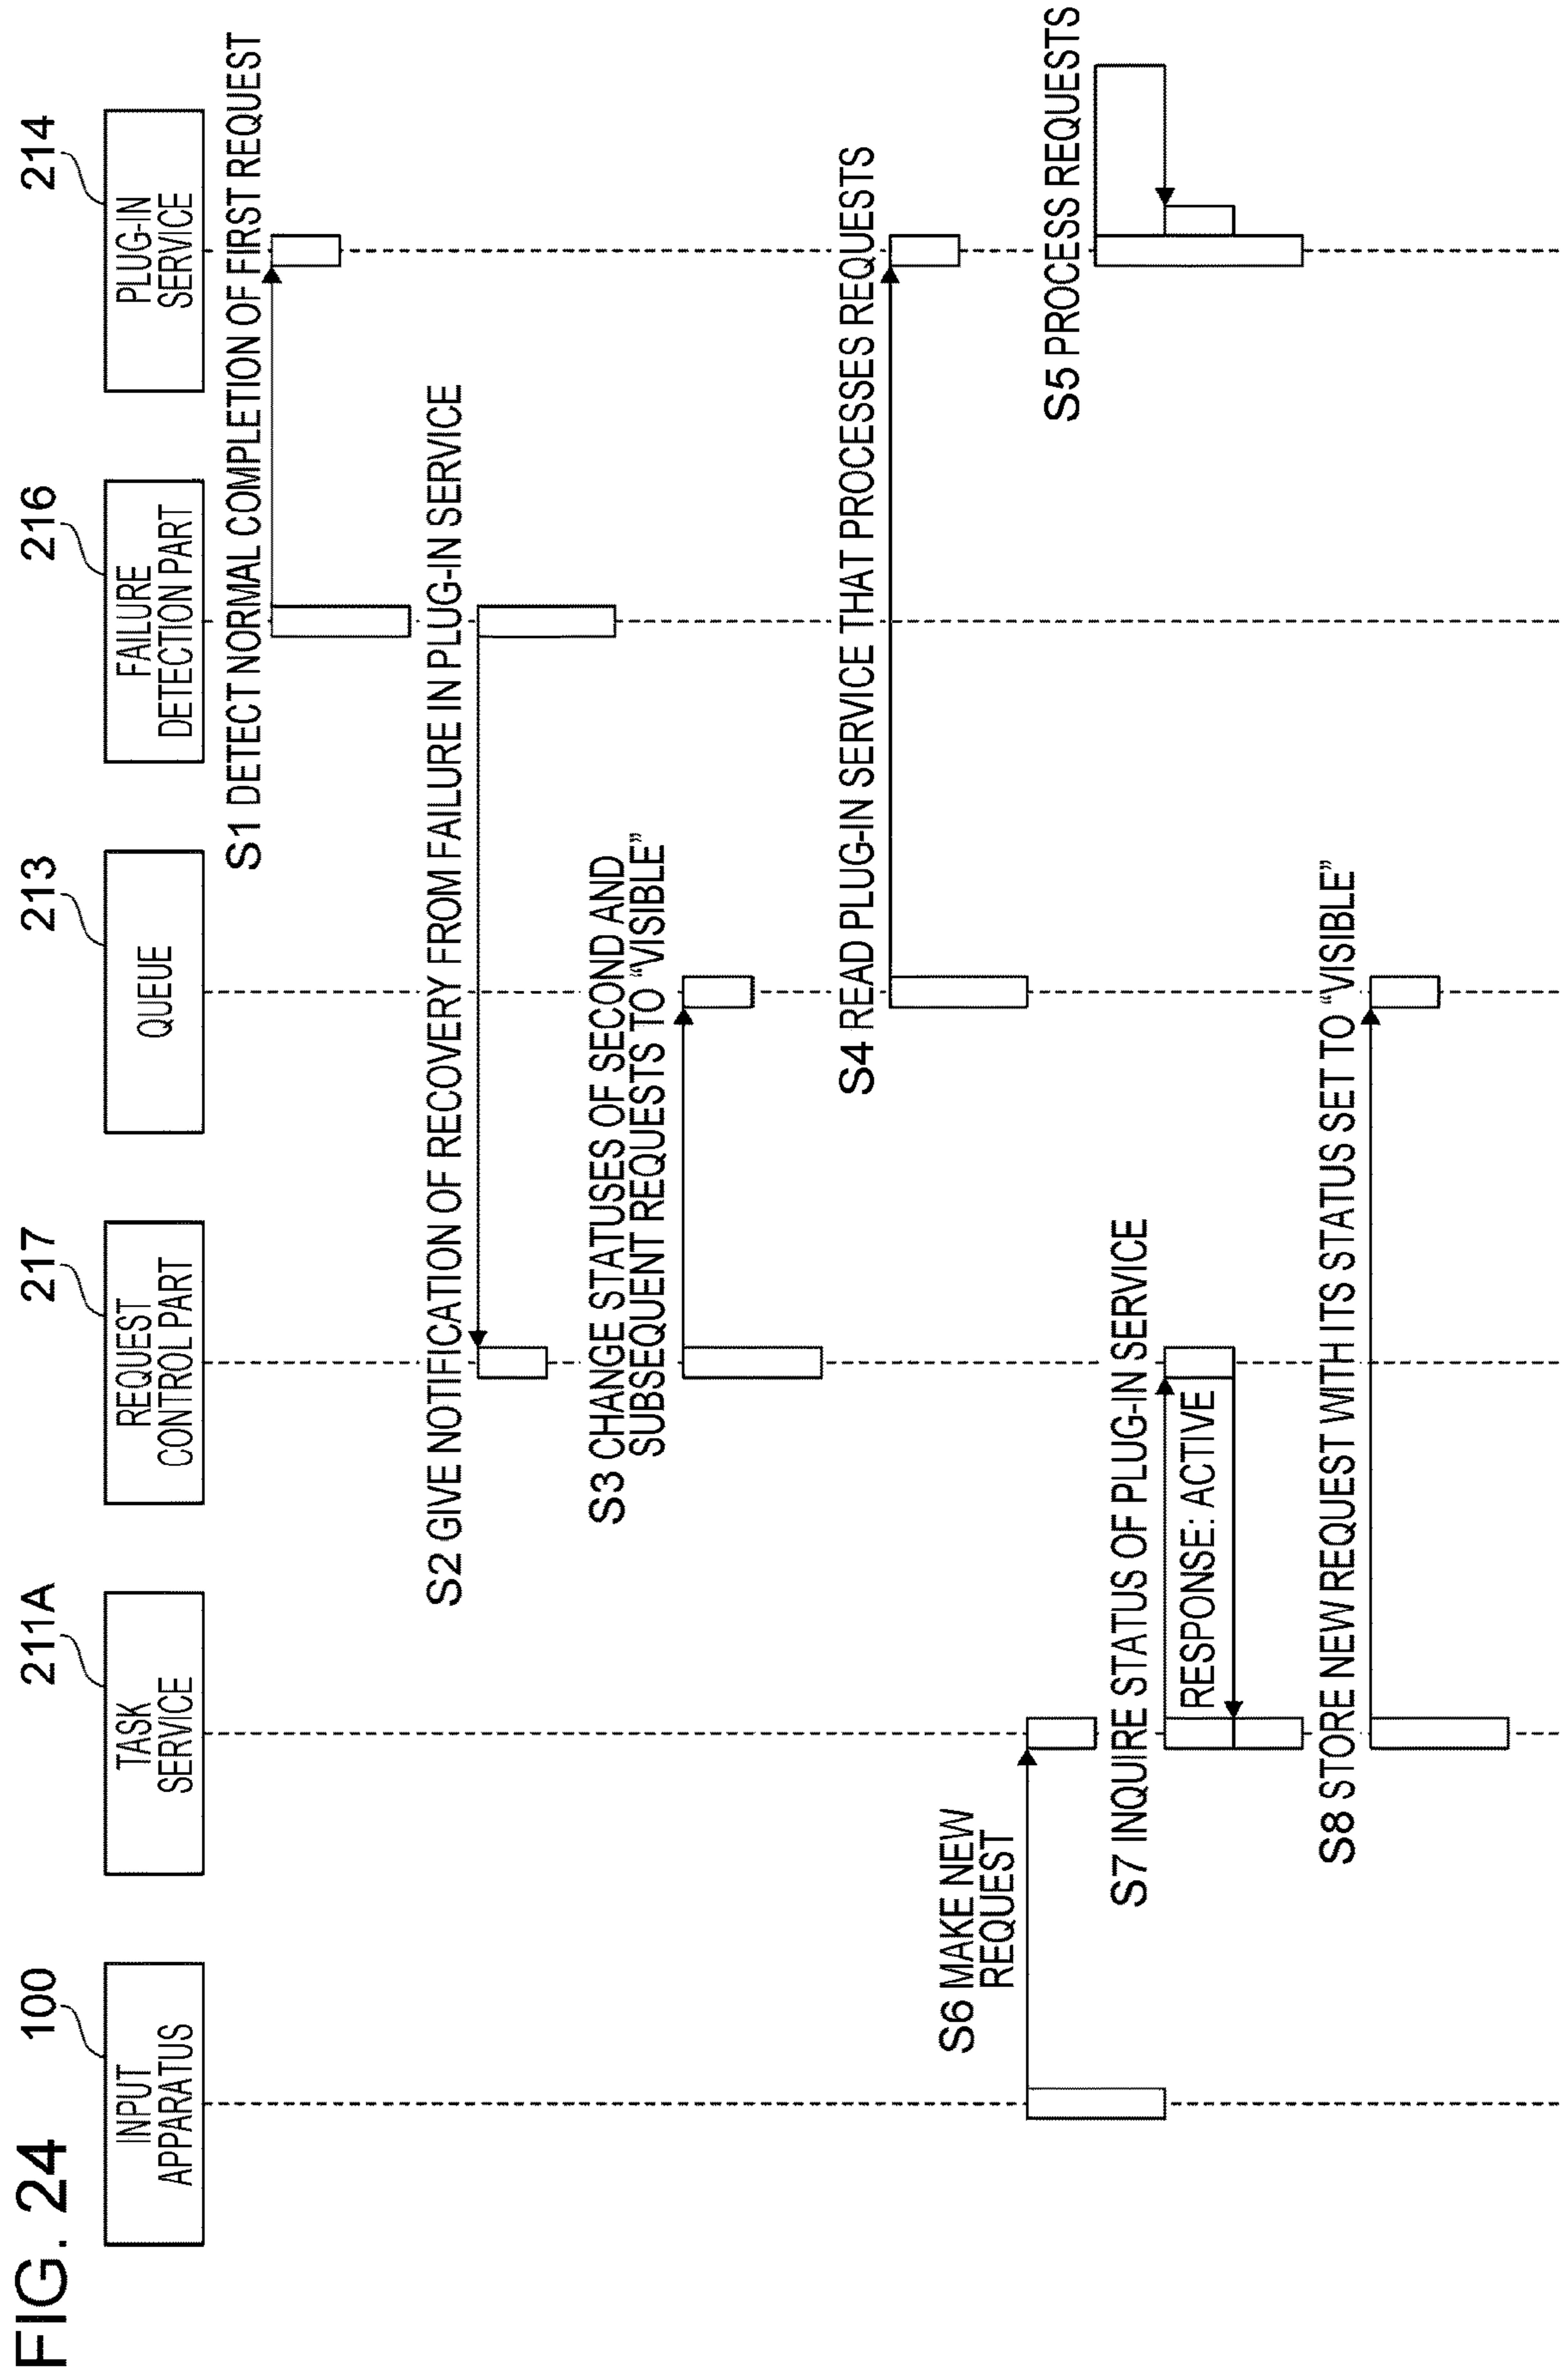 FIG. 24
100
INPUT
APPARATUS
211A
TASK
SERVICE
217
REQUEST
CONTROL PART
213
QUEUE
216
FAILURE
DETECTION PART
214
PLUG-IN
SERVICE
S1 DETECT NORMAL COMPLETION OF FIRST REQUEST
S2 GIVE NOTIFICATION OF RECOVERY FROM FAILURE IN PLUG-IN SERVICE
S3 CHANGE STATUSES OF SECOND AND
SUBSEQUENT REQUESTS TO “VISIBLE”
S4 READ PLUG-IN SERVICE THAT PROCESSES REQUESTS
S6 MAKE NEW
REQUEST
S5 PROCESS REQUESTS
S7 INQUIRE STATUS OF PLUG-IN SERVICE
RESPONSE: ACTIVE
S8 STORE NEW REQUEST WITH ITS STATUS SET TO “VISIBLE”